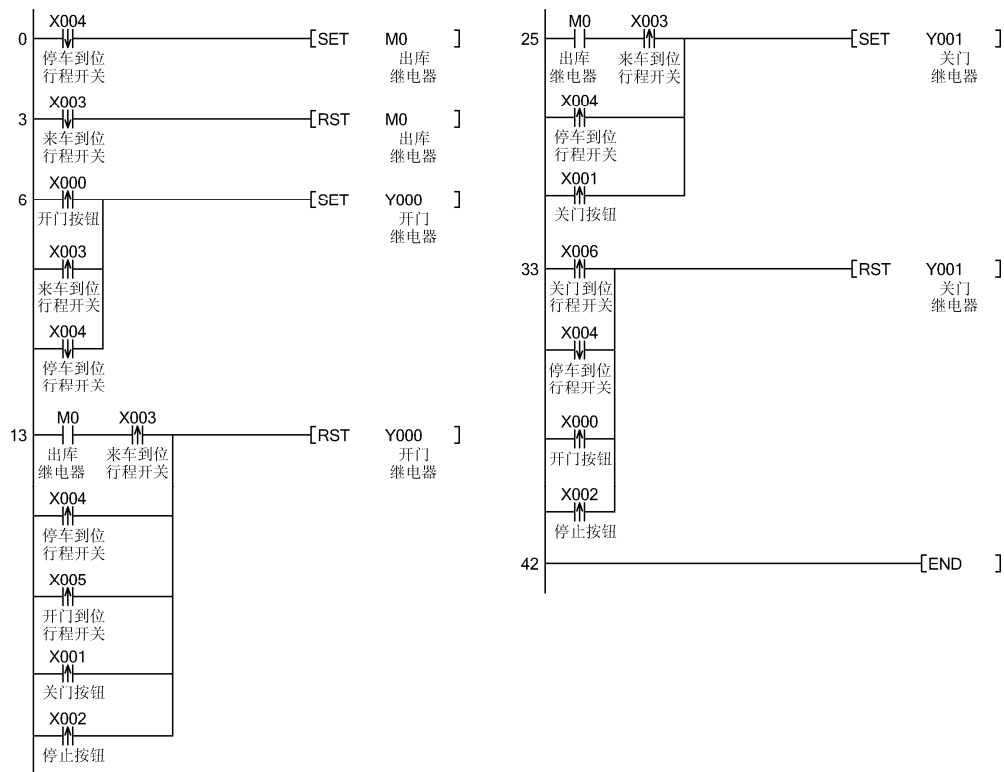 X004
0
SET M0
停车到位
行程开关
出库
继电器
X003
3
RST M0
来车到位
行程开关
出库
继电器
X000
6
SET Y000
开门按钮
开门
继电器
X003
来车到位
行程开关
X004
停车到位
行程开关
M0 X003
13
RST Y000
出库
继电器
来车到位
行程开关
开门
继电器
X004
停车到位
行程开关
X005
开门到位
行程开关
X001
关门按钮
X002
停止按钮
M0 X003
25
SET Y001
出库
继电器
来车到位
行程开关
关门
继电器
X004
停车到位
行程开关
X001
关门按钮
X006
33
RST Y001
关门到位
行程开关
关门
继电器
X004
停车到位
行程开关
X000
开门按钮
X002
停止按钮
42
END